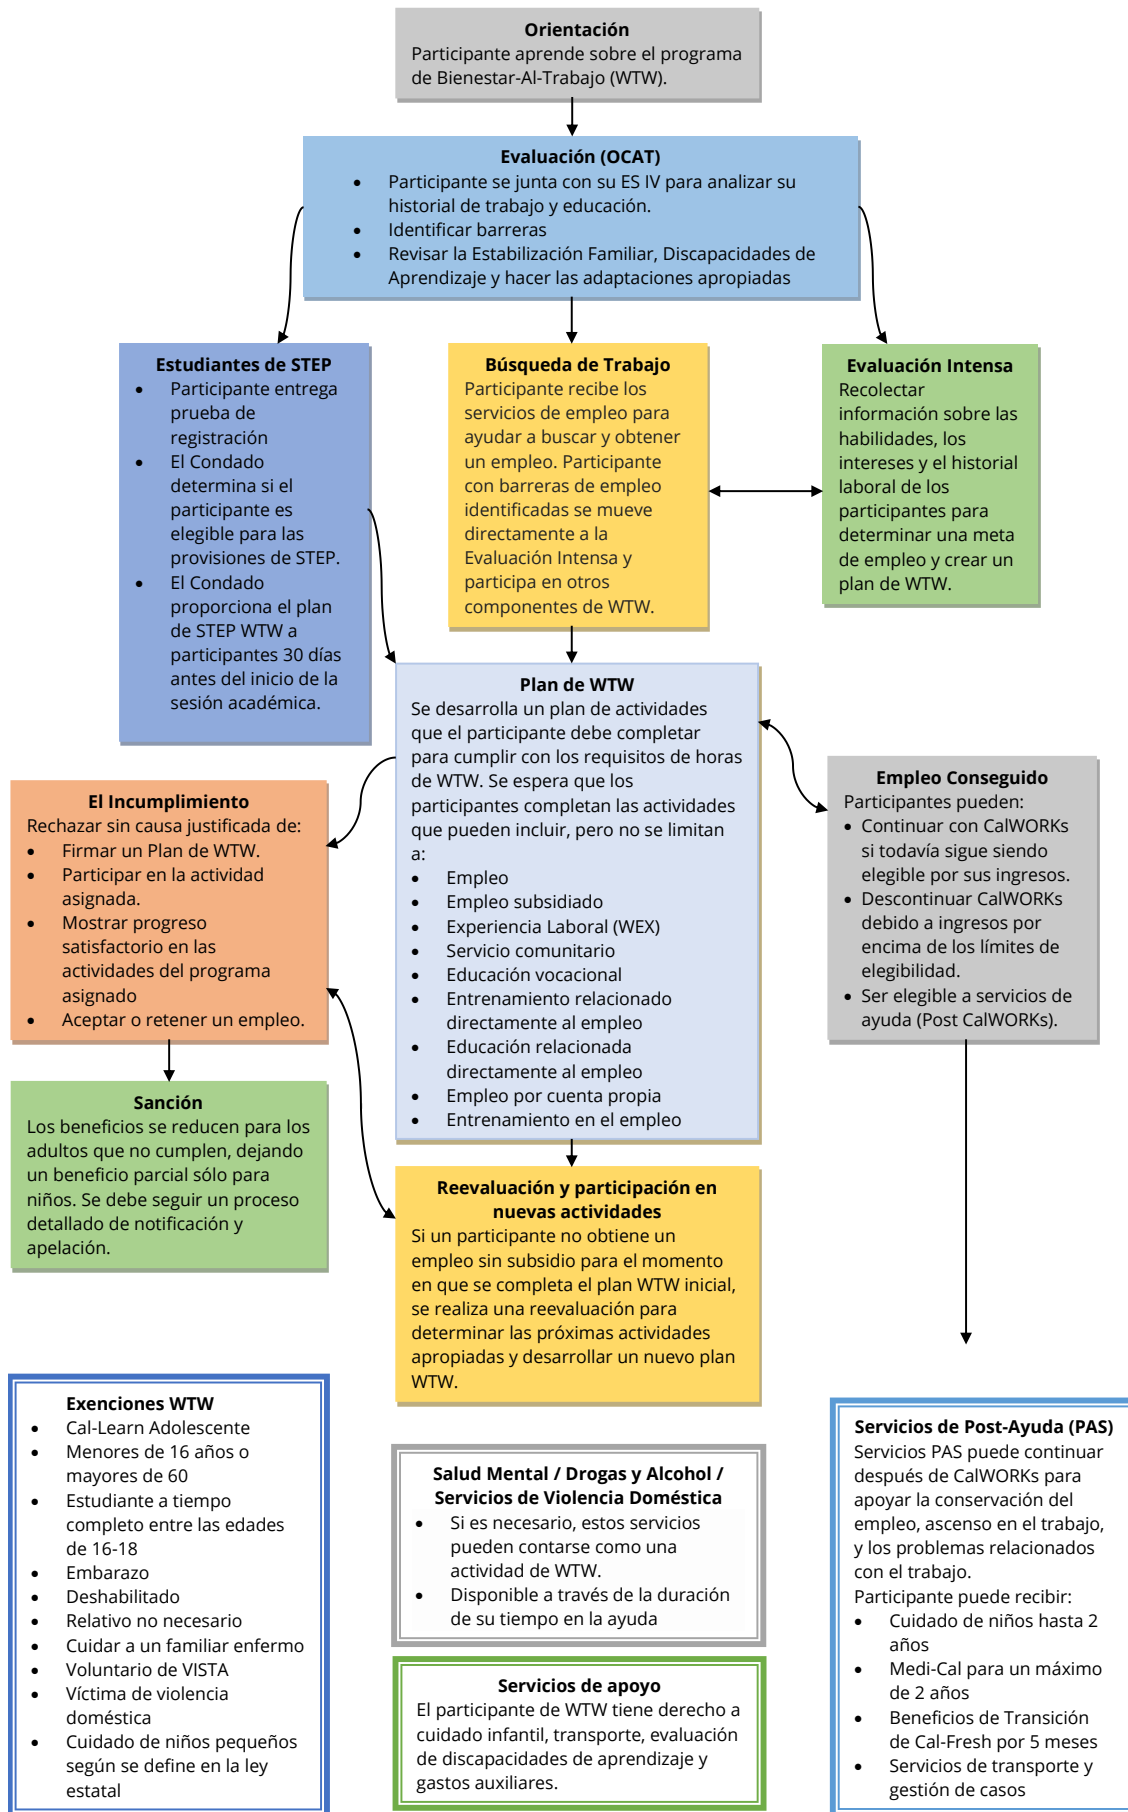 Orientación
Participante aprende sobre el programa
de Bienestar-Al-Trabajo (WTW).
Evaluación (OCAT)
• Participante se junta con su ES IV para analizar su
historial de trabajo y educación.
• Identificar barreras
• Revisar la Estabilización Familiar, Discapacidades de
Aprendizaje y hacer las adaptaciones apropiadas
Estudiantes de STEP
• Participante entrega
prueba de
registración
• El Condado
determina si el
participante es
elegible para las
provisiones de STEP.
• El Condado
proporciona el plan
de STEP WTW a
participantes 30 días
antes del inicio de la
sesión académica.
Búsqueda de Trabajo
Participante recibe los
servicios de empleo para
ayudar a buscar y obtener
un empleo. Participante
con barreras de empleo
identificadas se mueve
directamente a la
Evaluación Intensa y
participa en otros
componentes de WTW.
Evaluación Intensa
Recolectar
información sobre las
habilidades, los
intereses y el historial
laboral de los
participantes para
determinar una meta
de empleo y crear un
plan de WTW.
Plan de WTW
Se desarrolla un plan de actividades
que el participante debe completar
para cumplir con los requisitos de horas
de WTW. Se espera que los
participantes completan las actividades
que pueden incluir, pero no se limitan
a:
• Empleo
• Empleo subsidiado
• Experiencia Laboral (WEX)
• Servicio comunitario
• Educación vocacional
• Entrenamiento relacionado
directamente al empleo
• Educación relacionada
directamente al empleo
• Empleo por cuenta propia
• Entrenamiento en el empleo
El Incumplimiento
Rechazar sin causa justificada de:
• Firmar un Plan de WTW.
• Participar en la actividad
asignada.
• Mostrar progreso
satisfactorio en las
actividades del programa
asignado
• Aceptar o retener un empleo.
Empleo Conseguido
Participantes pueden:
• Continuar con CalWORKs
si todavía sigue siendo
elegible por sus ingresos.
• Descontinuar CalWORKs
debido a ingresos por
encima de los límites de
elegibilidad.
• Ser elegible a servicios de
ayuda (Post CalWORKs).
Sanción
Los beneficios se reducen para los
adultos que no cumplen, dejando
un beneficio parcial sólo para
niños. Se debe seguir un proceso
detallado de notificación y
apelación.
Reevaluación y participación en
nuevas actividades
Si un participante no obtiene un
empleo sin subsidio para el momento
en que se completa el plan WTW inicial,
se realiza una reevaluación para
determinar las próximas actividades
apropiadas y desarrollar un nuevo plan
WTW.
Exenciones WTW
• Cal-Learn Adolescente
• Menores de 16 años o
mayores de 60
• Estudiante a tiempo
completo entre las edades
de 16-18
• Embarazo
• Deshabilitado
• Relativo no necesario
• Cuidar a un familiar enfermo
• Voluntario de VISTA
• Víctima de violencia
doméstica
• Cuidado de niños pequeños
según se define en la ley
estatal
Salud Mental / Drogas y Alcohol /
Servicios de Violencia Doméstica
• Si es necesario, estos servicios
pueden contarse como una
actividad de WTW.
• Disponible a través de la duración
de su tiempo en la ayuda
Servicios de apoyo
El participante de WTW tiene derecho a
cuidado infantil, transporte, evaluación
de discapacidades de aprendizaje y
gastos auxiliares.
Servicios de Post-Ayuda (PAS)
Servicios PAS puede continuar
después de CalWORKs para
apoyar la conservación del
empleo, ascenso en el trabajo,
y los problemas relacionados
con el trabajo.
Participante puede recibir:
• Cuidado de niños hasta 2
años
• Medi-Cal para un máximo
de 2 años
• Beneficios de Transición
de Cal-Fresh por 5 meses
• Servicios de transporte y
gestión de casos